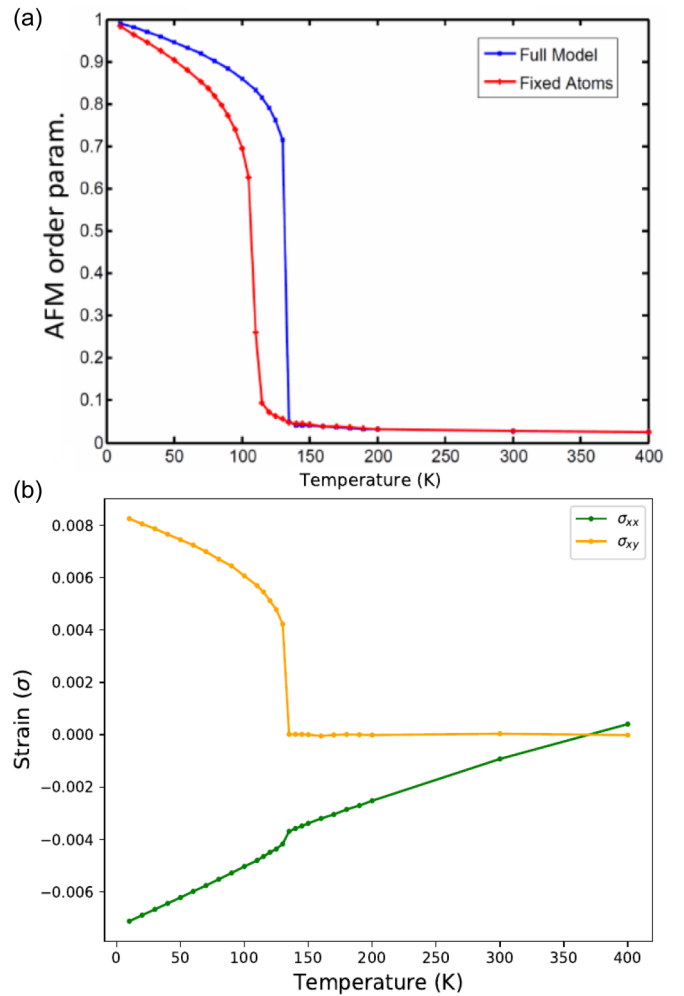 (a)
1
0.9
0.8
0.7
0.6
0.5
0.4
0.3
0.2
0.1
0
AFM order param.
Full Model
Fixed Atoms
0 50 100 150 200 250 300 350 400
Temperature (K)
(b)
0.008
0.006
0.004
0.002
0.000
−0.002
−0.004
−0.006
Strain (σ)
σxx
σxy
0 50 100 150 200 250 300 350 400
Temperature (K)